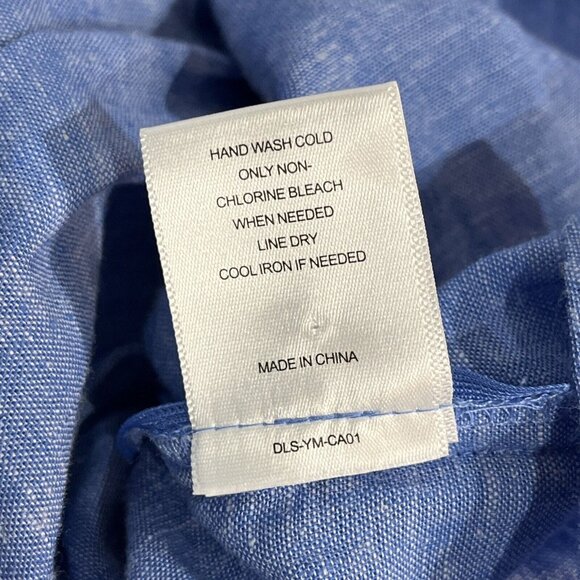 HAND WASH COLD
ONLY NON-
CHLORINE BLEACH
WHEN NEEDED
LINE DRY
COOL IRON IF NEEDED
MADE IN CHINA
DLS-YM-CA01